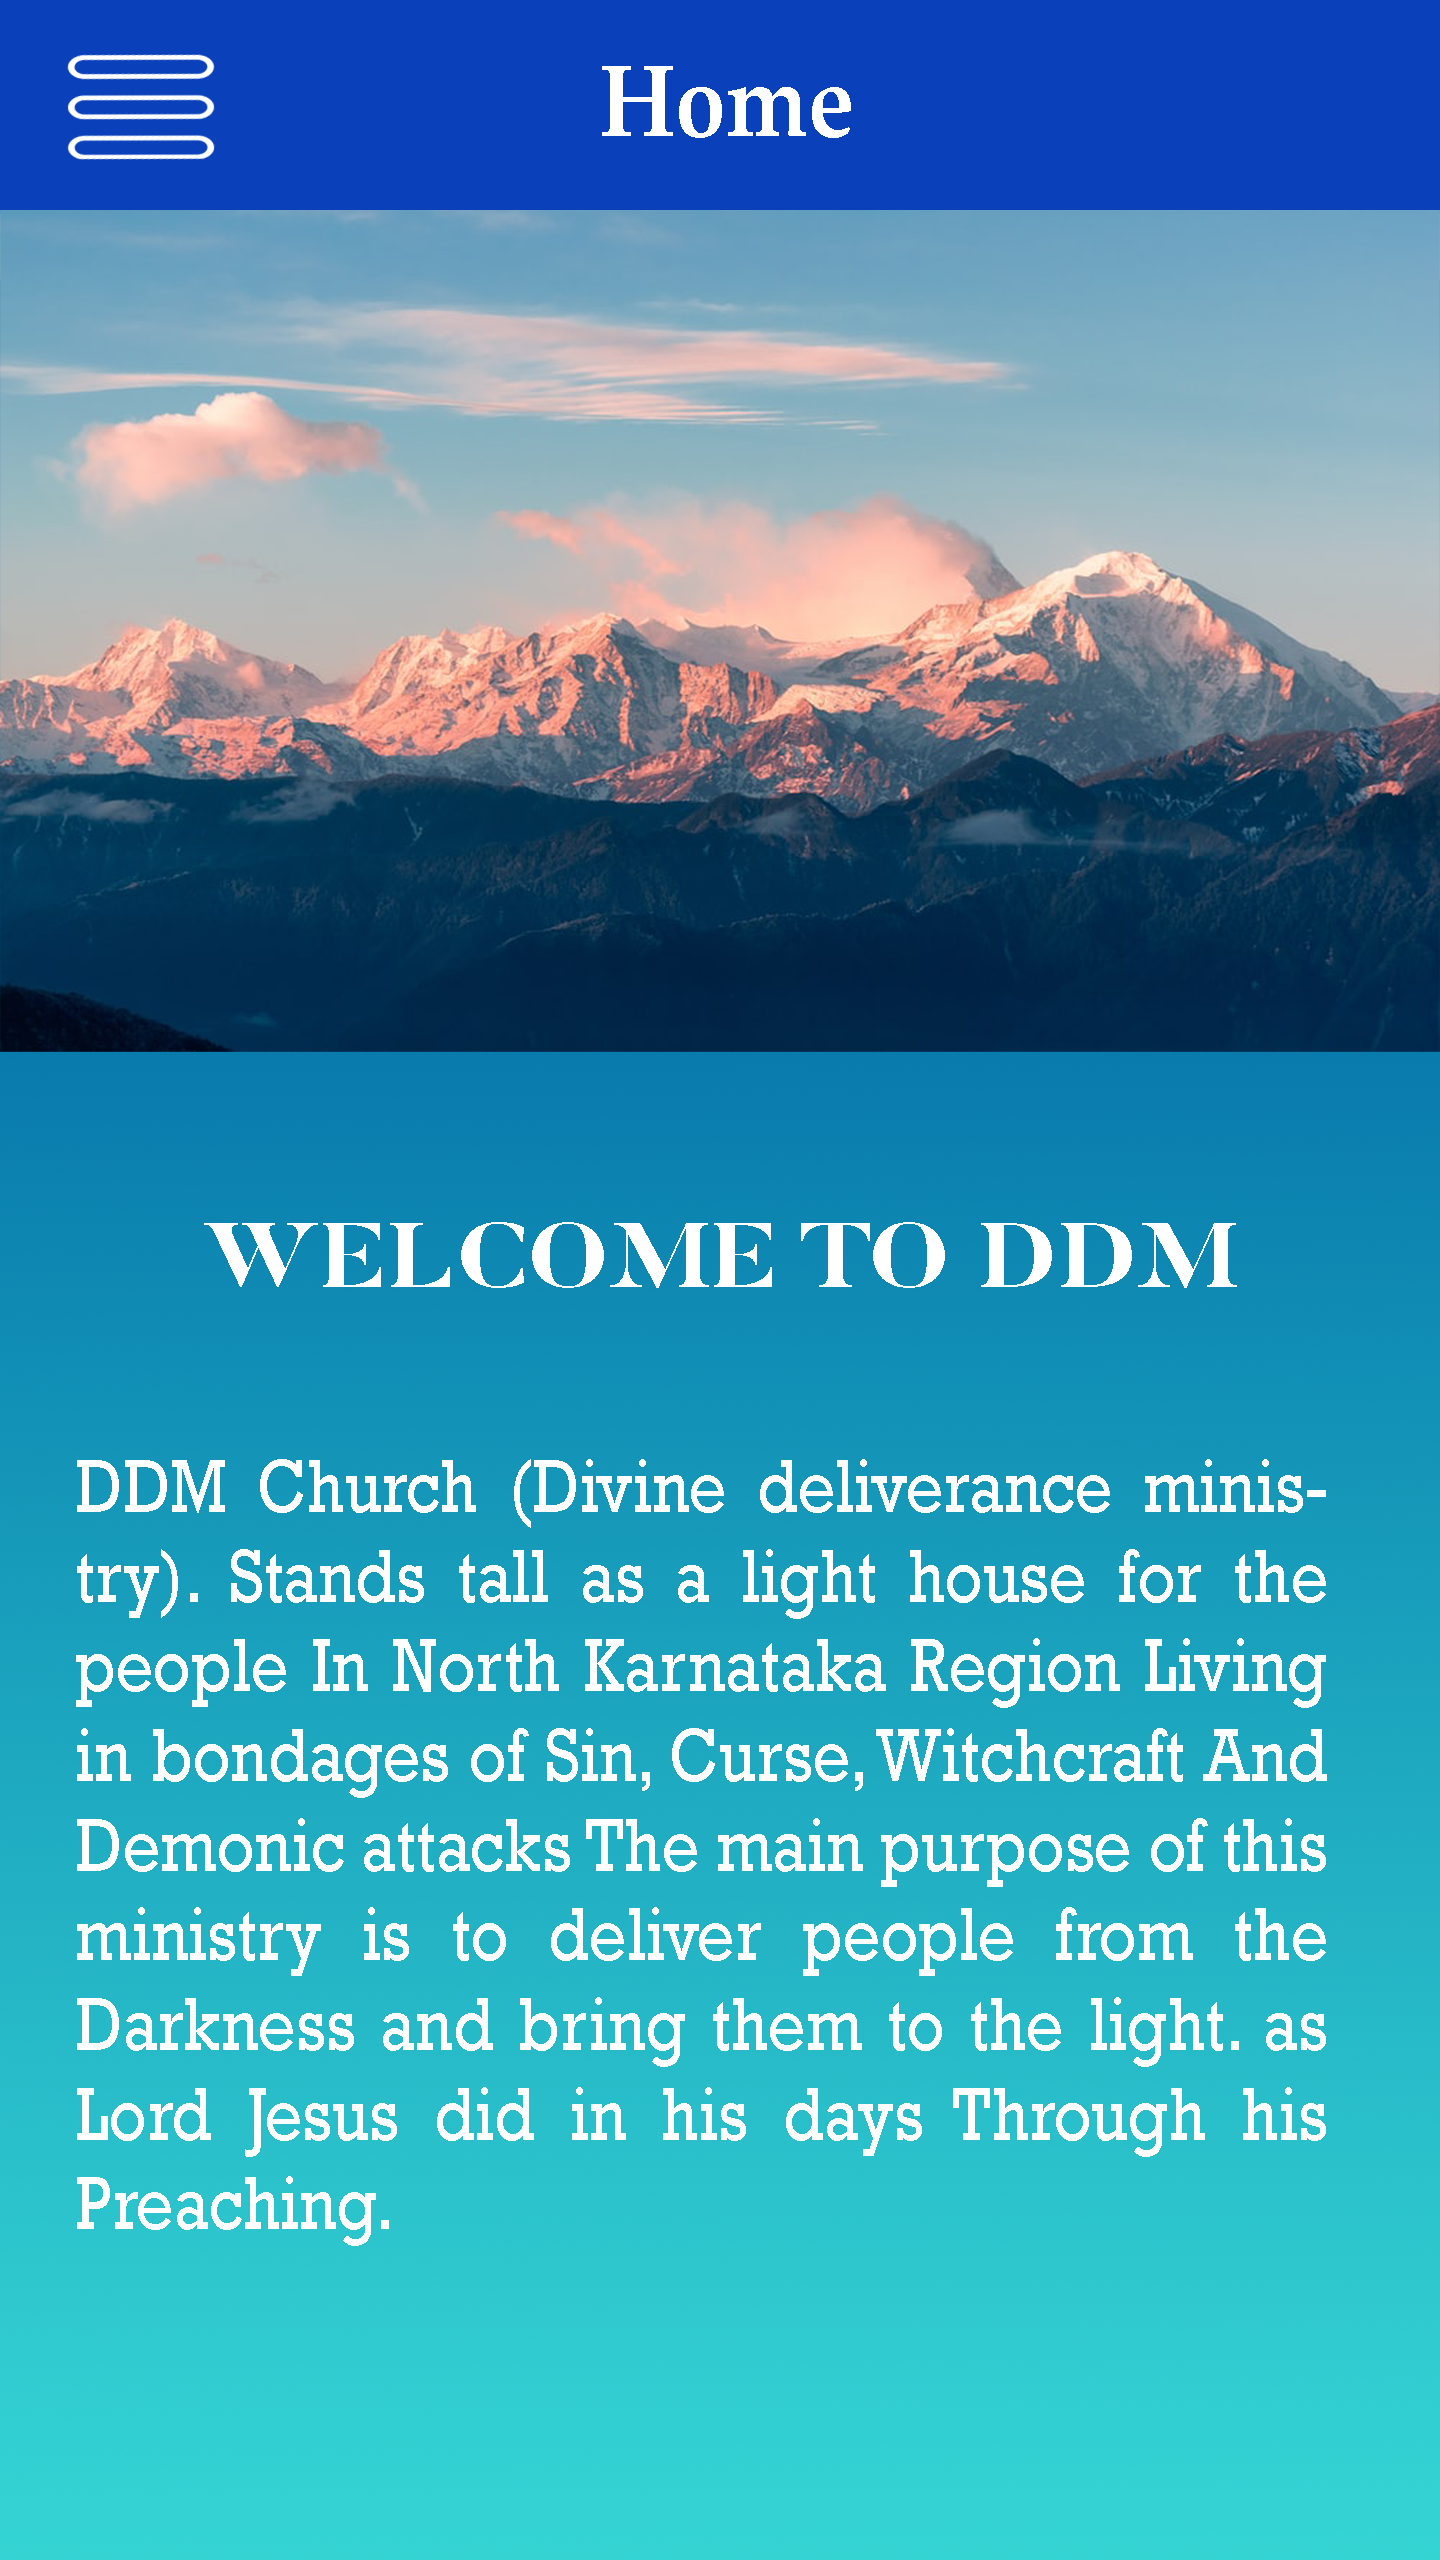 Home
WELCOME TO DDM
DDM Church (Divine deliverance minis-
try). Stands tall as a light house for the
people In North Karnataka Region Living
in bondages of Sin, Curse, Witchcraft And
Demonic attacks The main purpose of this
ministry is to deliver people from the
Darkness and bring them to the light. as
Lord Jesus did in his days Through his
Preaching.